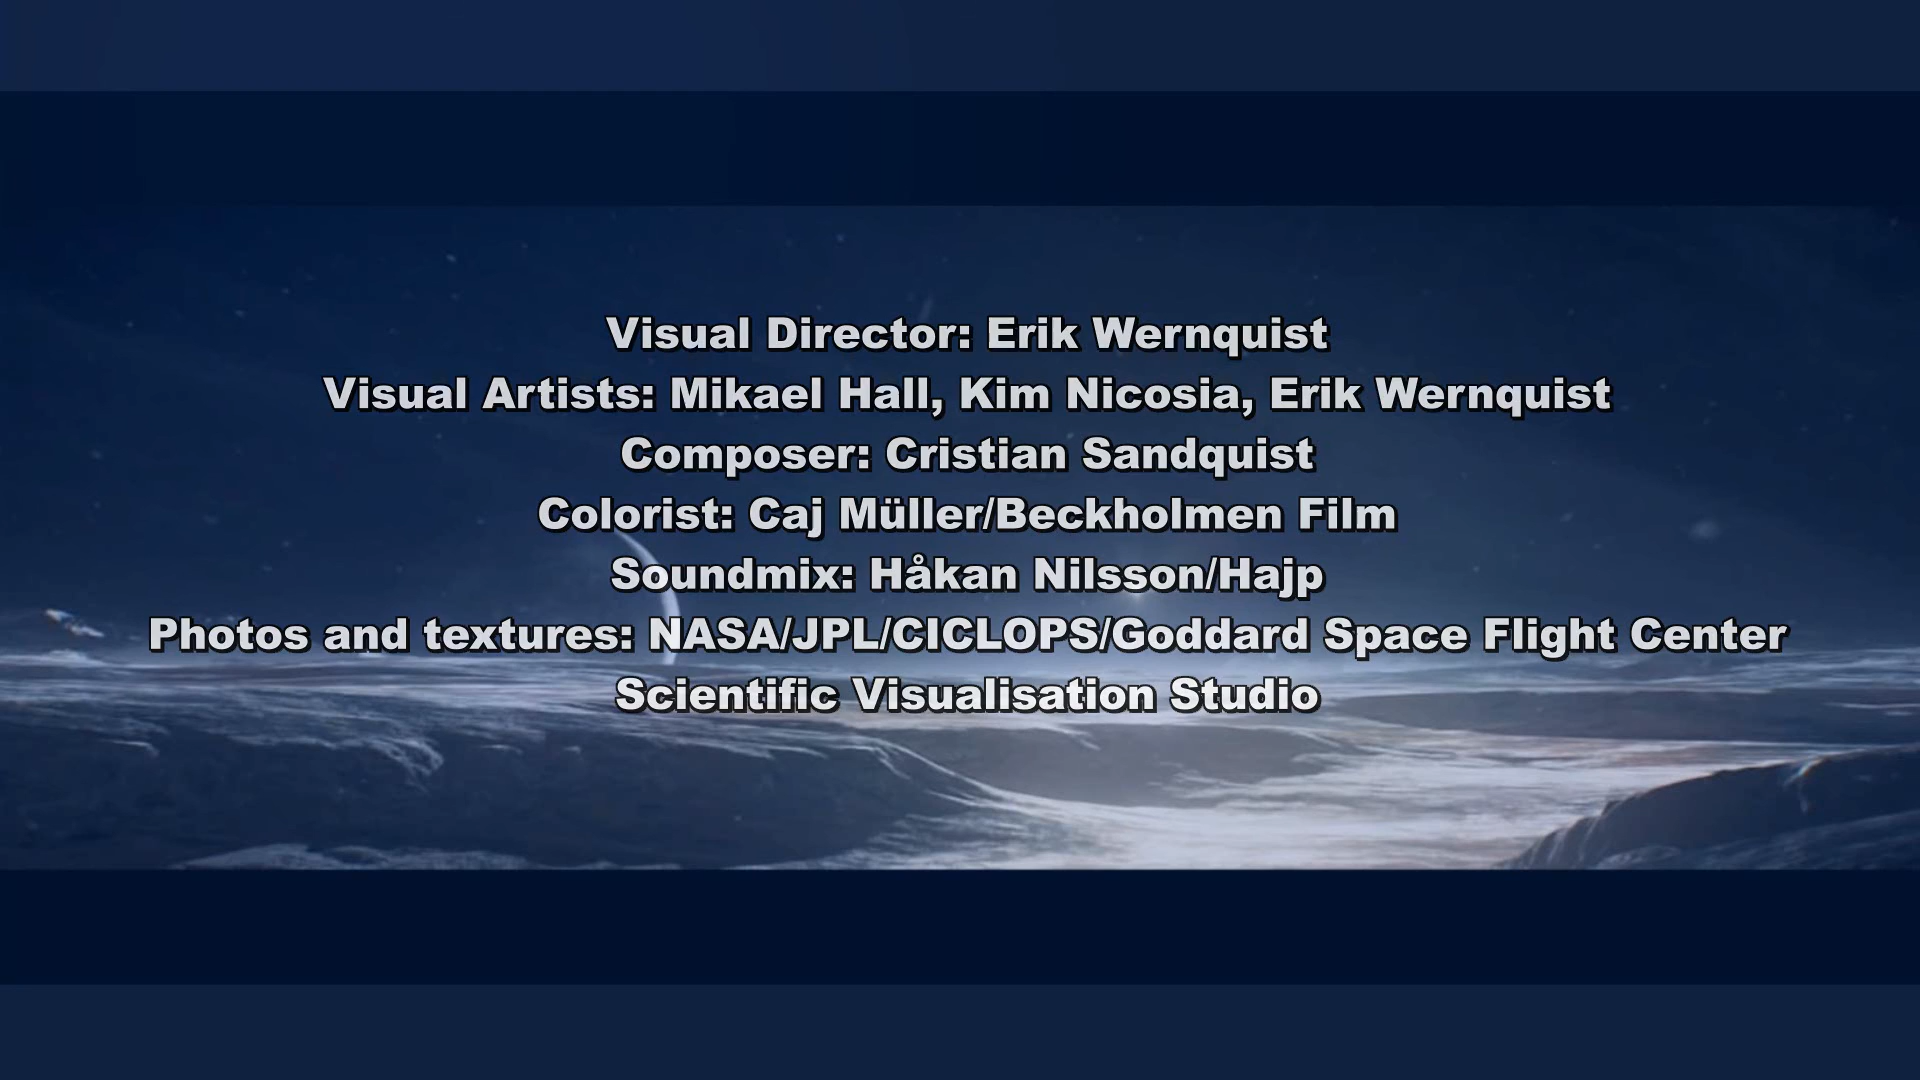 Visual Director: Erik Wernquist
Visual Artists: Mikael Hall, Kim Nicosia, Erik Wernquist
Composer: Cristian Sandquist
Colorist: Caj Müller/Beckholmen Film
Soundmix: Håkan Nilsson/Hajp
Photos and textures: NASA/JPL/CICLOPS/Goddard Space Flight Center
Scientific Visualisation Studio